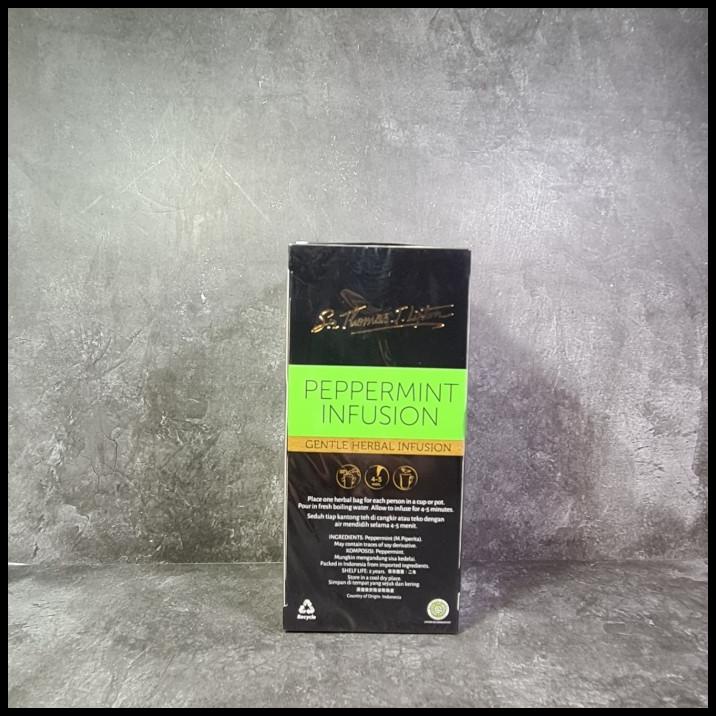 Sir Thomas J. Lipton
PEPPERMINT
INFUSION
GENTLE HERBAL INFUSION
4-5
Place one herbal bag for each person in a cup or pot.
Pour in fresh boiling water. Allow to infuse for 4-5 minutes.
Seduh tiap kantong teh di cangkir atau teko dengan
air mendidih selama 4-5 menit.
INGREDIENTS: Peppermint (M.Piperita).
May contain traces of soy derivative.
KOMPOSISI: Peppermint.
Mungkin mengandung sisa kedelai.
Packed in Indonesia from imported ingredients.
SHELF LIFE: 2 years.
Store in a cool dry place.
Simpan di tempat yang sejuk dan kering
Country of Origin: Indonesia
Recycle